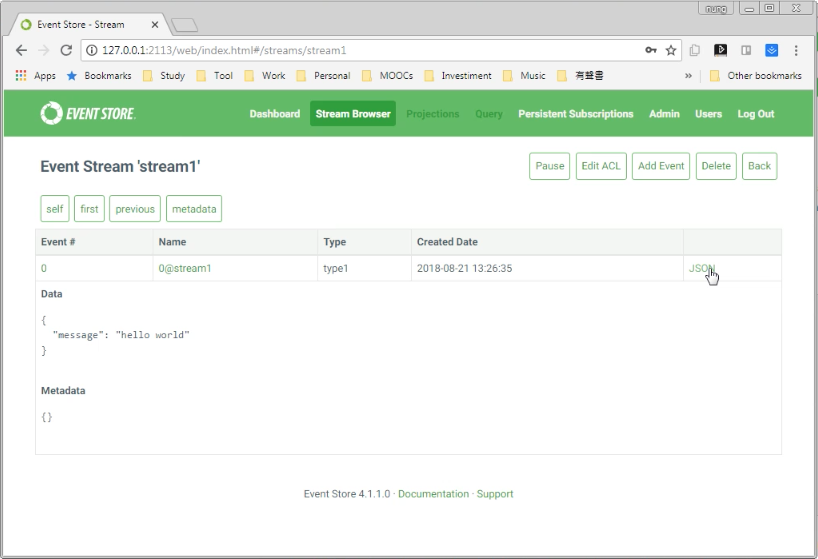 nung
Event Store - Stream
127.0.0.1:2113/web/index.html#/streams/stream1
Apps Bookmarks Study Tool Work Personal MOOCs Investiment Music 有聲書 » Other bookmarks
EVENT STORE Dashboard Stream Browser Projections Query Persistent Subscriptions Admin Users Log Out
Event Stream 'stream1' Pause Edit ACL Add Event Delete Back
self first previous metadata
Event # Name Type Created Date
0 0@stream1 type1 2018-08-21 13:26:35 JSON
Data
{
"message": "hello world"
}
Metadata
{}
Event Store 4.1.1.0 · Documentation · Support